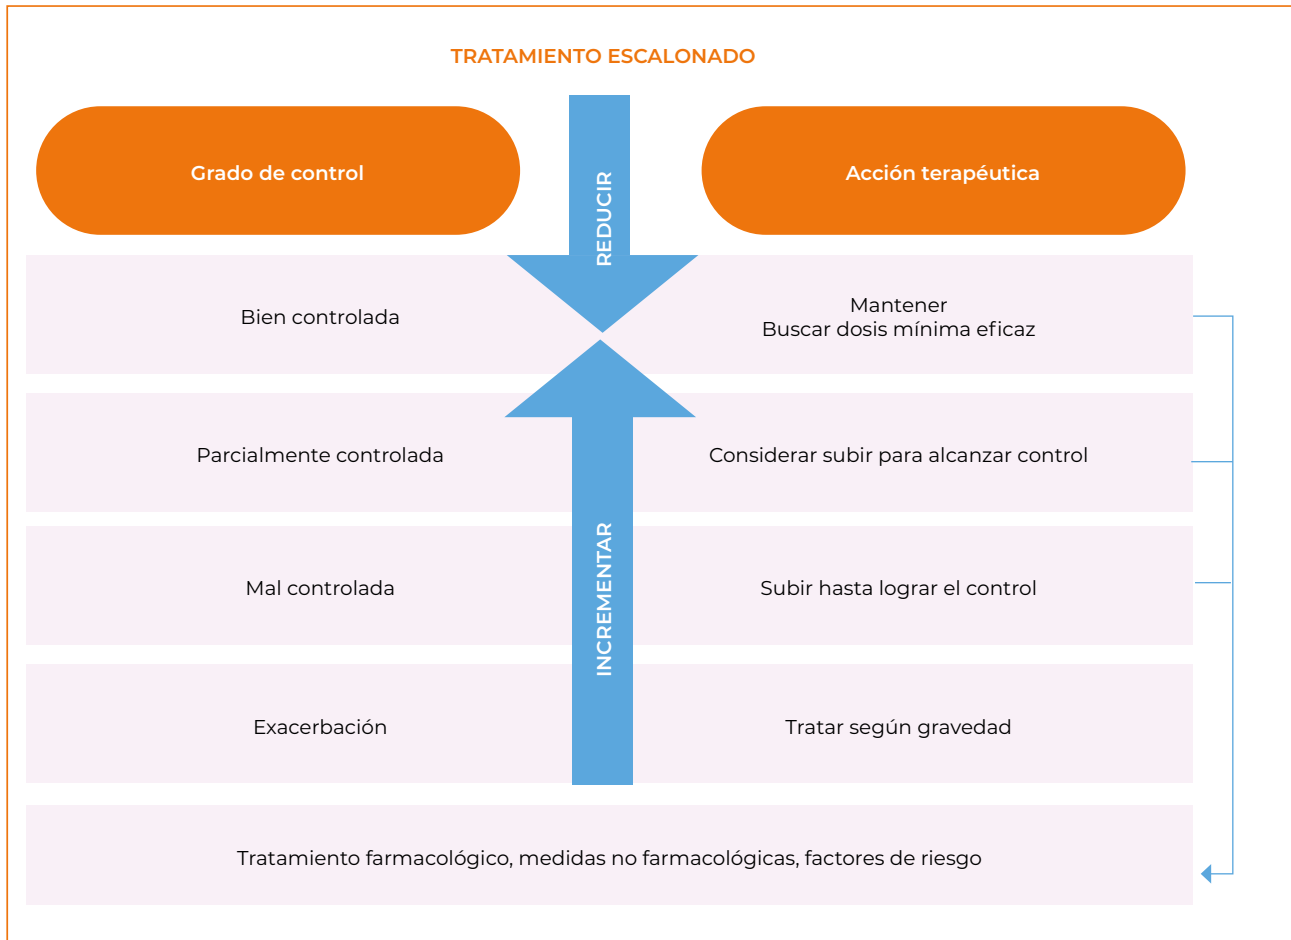 TRATAMIENTO ESCALONADO
Grado de control
REDUCIR
Acción terapéutica
Bien controlada
Mantener
Buscar dosis mínima eficaz
Parcialmente controlada
Considerar subir para alcanzar control
INCREMENTAR
Mal controlada
Subir hasta lograr el control
Exacerbación
Tratar según gravedad
Tratamiento farmacológico, medidas no farmacológicas, factores de riesgo